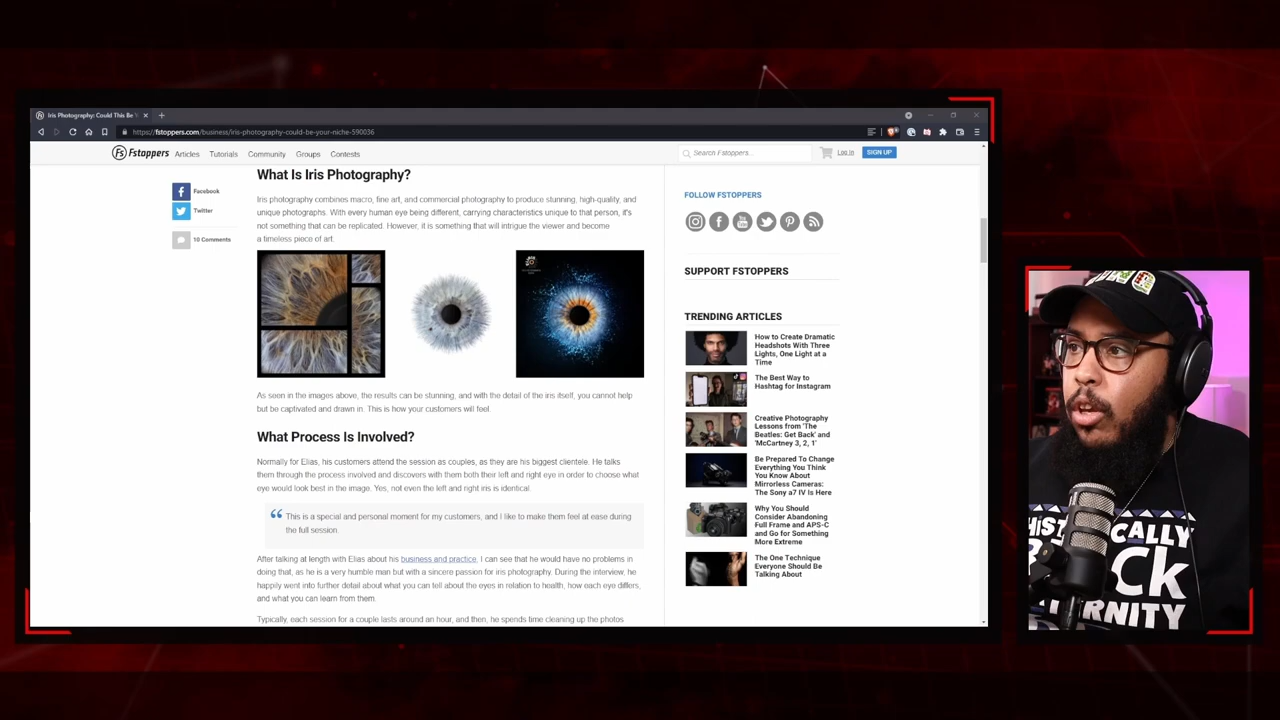 Iris Photography: Could This Be Y
https://fstoppers.com/business/iris-photography-could-be-your-niche-590036
Fs Fstoppers Articles Tutorials Community Groups Contests
Search Fstoppers...
Log In
SIGN UP
Facebook
Twitter
10 Comments
What Is Iris Photography?
Iris photography combines macro, fine art, and commercial photography to produce stunning, high-quality, and
unique photographs. With every human eye being different, carrying characteristics unique to that person, it's
not something that can be replicated. However, it is something that will intrigue the viewer and become
a timeless piece of art.
As seen in the images above, the results can be stunning, and with the detail of the iris itself, you cannot help
but be captivated and drawn in. This is how your customers will feel.
What Process Is Involved?
Normally for Elias, his customers attend the session as couples, as they are his biggest clientele. He talks
them through the process involved and discovers with them both their left and right eye in order to choose what
eye would look best in the image. Yes, not even the left and right iris is identical.
This is a special and personal moment for my customers, and I like to make them feel at ease during
the full session.
After talking at length with Elias about his business and practice, I can see that he would have no problems in
doing that, as he is a very humble man but with a sincere passion for iris photography. During the interview, he
happily went into further detail about what you can tell about the eyes in relation to health, how each eye differs,
and what you can learn from them.
Typically, each session for a couple lasts around an hour, and then, he spends time cleaning up the photos
FOLLOW FSTOPPERS
You
Tube
SUPPORT FSTOPPERS
TRENDING ARTICLES
How to Create Dramatic
Headshots With Three
Lights, One Light at a
Time
The Best Way to
Hashtag for Instagram
Creative Photography
Lessons from 'The
Beatles: Get Back' and
'McCartney 3, 2, 1'
Be Prepared To Change
Everything You Think
You Know About
Mirrorless Cameras:
The Sony a7 IV Is Here
Why You Should
Consider Abandoning
Full Frame and APS-C
and Go for Something
More Extreme
The One Technique
Everyone Should Be
Talking About